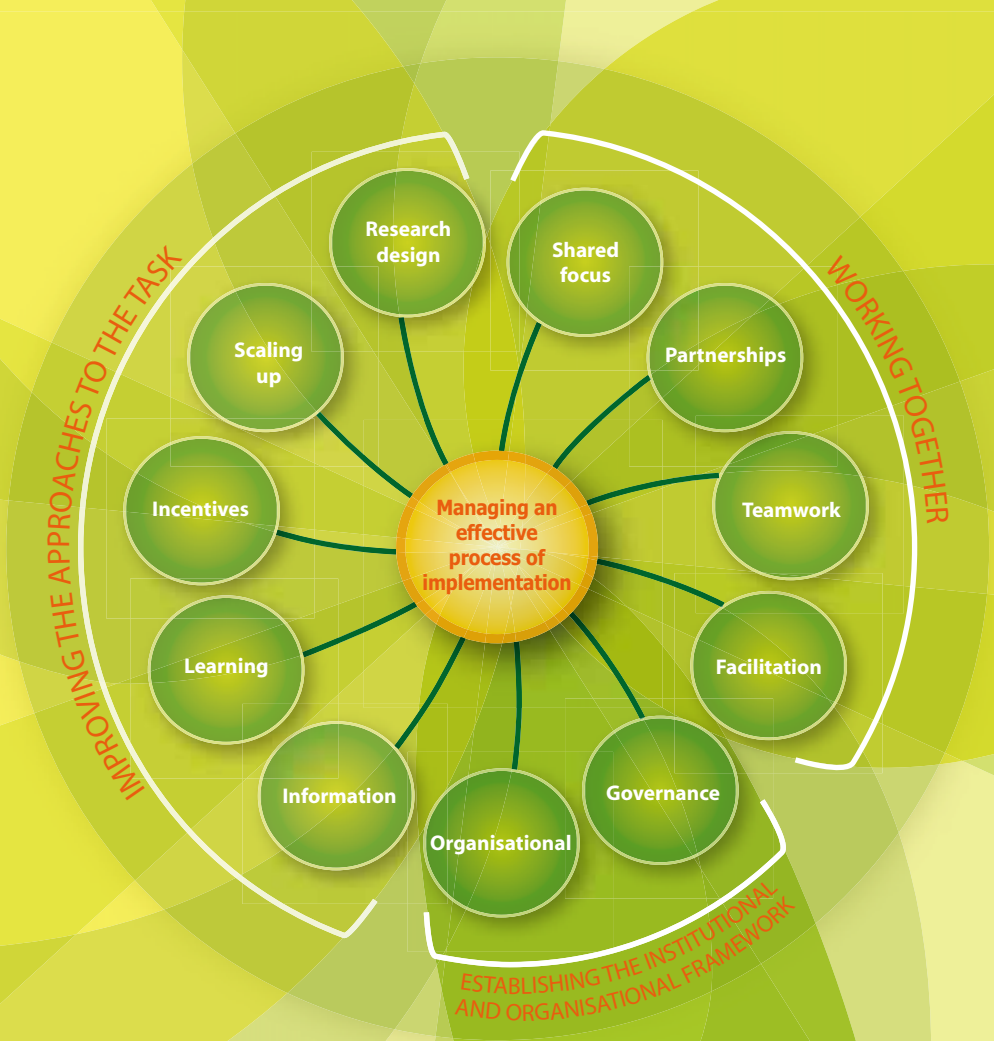 Research
design
Shared
focus
Scaling
up
Partnerships
Incentives
Teamwork
Managing an
effective
process of
implementation
Learning
Facilitation
Information
Governance
Organisational
IMPROVING THE APPROACHES TO THE TASK
WORKING TOGETHER
ESTABLISHING THE INSTITUTIONAL
AND ORGANISATIONAL FRAMEWORK